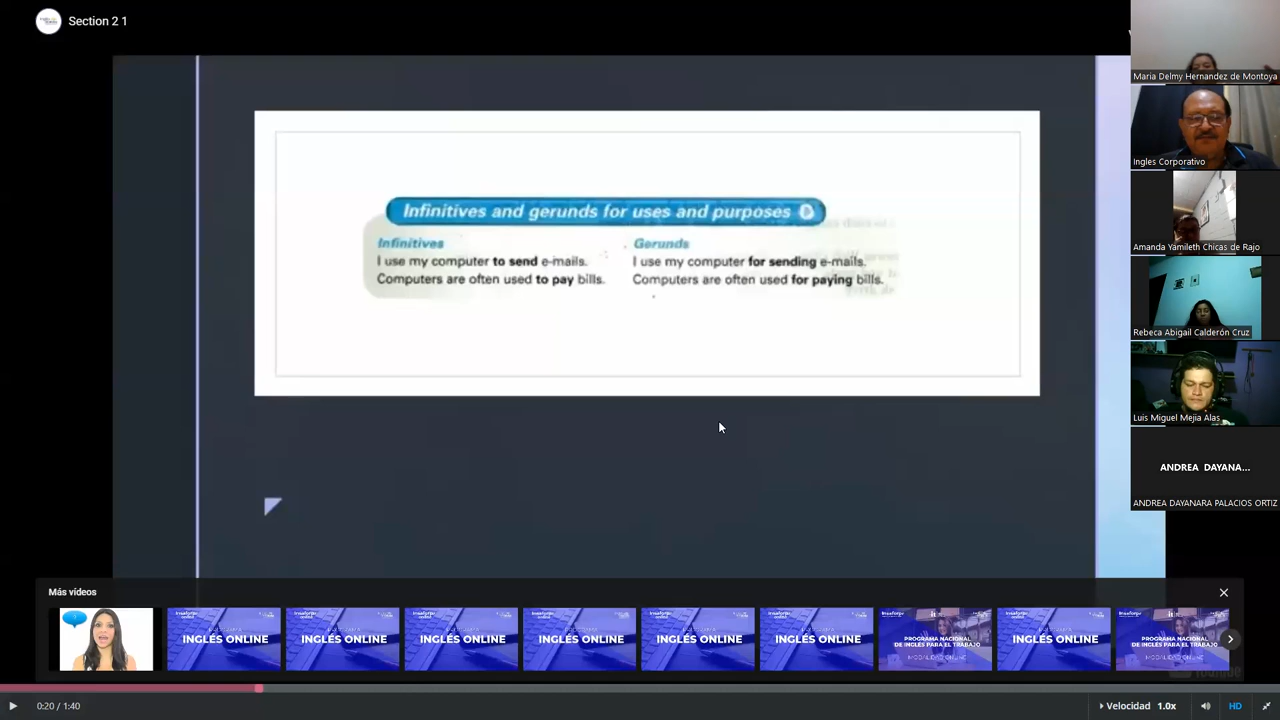 Section 2 1
Infinitives and gerunds for uses and purposes
Infinitives
I use my computer to send e-mails.
Computers are often used to pay bills.
Gerunds
I use my computer for sending e-mails.
Computers are often used for paying bills.
Maria Delmy Hernandez de Montoya
Ingles Corporativo
Amanda Yamileth Chicas de Rajo
Rebeca Abigail Calderón Cruz
Luis Miguel Mejia Alas
ANDREA DAYANA...
ANDREA DAYANARA PALACIOS ORTIZ
Más vídeos
INGLÉS ONLINE
INGLÉS ONLINE
INGLÉS ONLINE
INGLÉS ONLINE
INGLÉS ONLINE
INGLÉS ONLINE
PROGRAMA NACIONAL
DE INGLÉS PARA EL TRABAJO
MODALIDAD ONLINE
INGLÉS ONLINE
PROGRAMA NACIONAL
DE INGLÉS PARA EL TRABAJO
MODALIDAD ONLINE
0:20 / 1:40
Velocidad 1.0x
HD